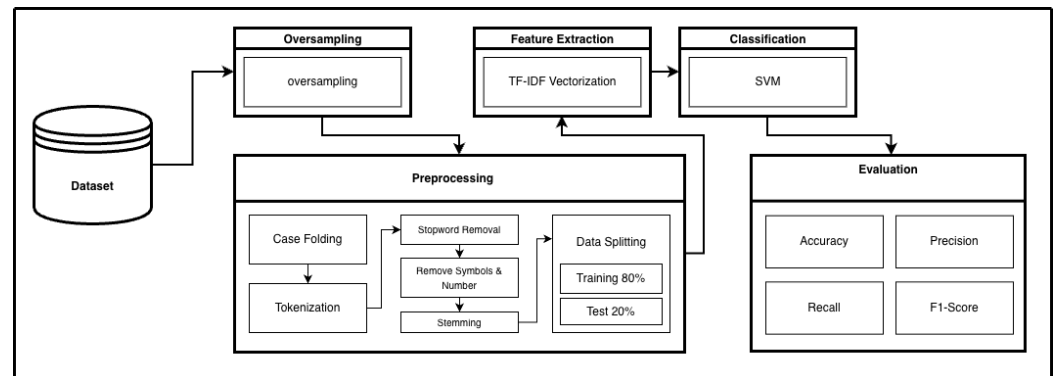 Dataset
Oversampling
oversampling
Preprocessing
Case Folding
Tokenization
Stopword Removal
Remove Symbols &
Number
Stemming
Data Splitting
Training 80%
Test 20%
Feature Extraction
TF-IDF Vectorization
Classification
SVM
Evaluation
Accuracy
Precision
Recall
F1-Score